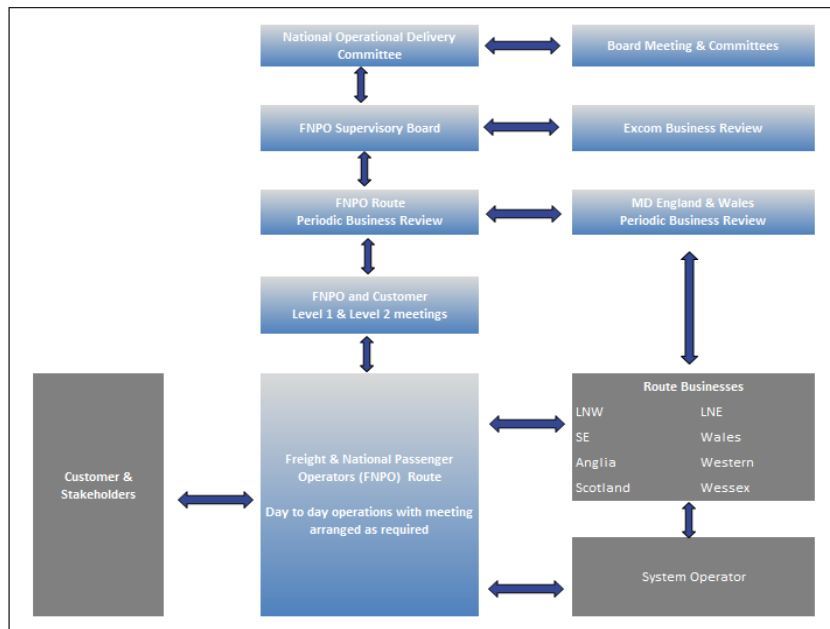 National Operational Delivery
Committee
Board Meeting & Committees
FNPO Supervisory Board
Excom Business Review
FNPO Route
Periodic Business Review
MD England & Wales
Periodic Business Review
FNPO and Customer
Level 1 & Level 2 meetings
Customer &
Stakeholders
Freight & National Passenger
Operators (FNPO) Route
Day to day operations with meeting
arranged as required
Route Businesses
LNW LNE
SE Wales
Anglia Western
Scotland Wessex
System Operator